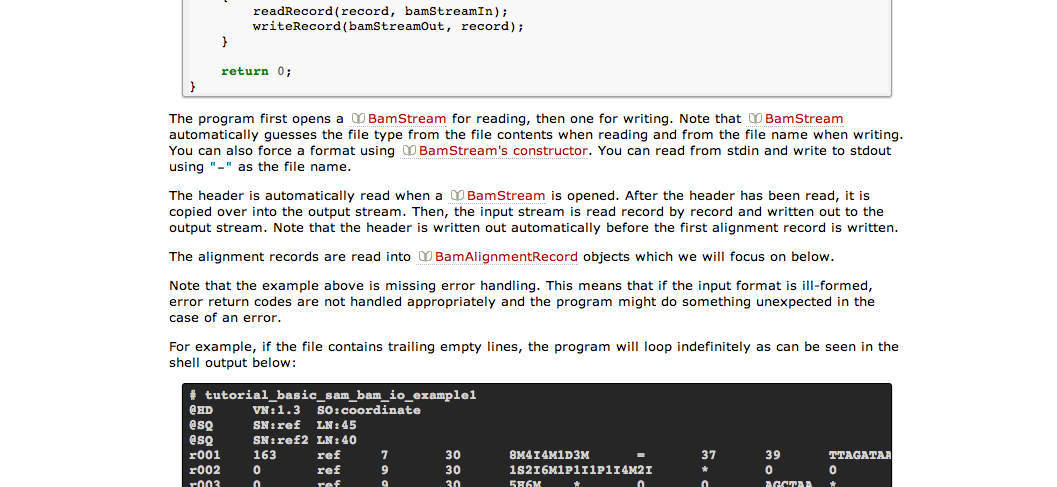 readRecord(record, bamStreamIn);
writeRecord(bamStreamOut, record);
}
return 0;
}
The program first opens a BamStream for reading, then one for writing. Note that BamStream
automatically guesses the file type from the file contents when reading and from the file name when writing.
You can also force a format using BamStream's constructor. You can read from stdin and write to stdout
using "-" as the file name.
The header is automatically read when a BamStream is opened. After the header has been read, it is
copied over into the output stream. Then, the input stream is read record by record and written out to the
output stream. Note that the header is written out automatically before the first alignment record is written.
The alignment records are read into BamAlignmentRecord objects which we will focus on below.
Note that the example above is missing error handling. This means that if the input format is ill-formed,
error return codes are not handled appropriately and the program might do something unexpected in the
case of an error.
For example, if the file contains trailing empty lines, the program will loop indefinitely as can be seen in the
shell output below:
# tutorial_basic_sam_bam_io_example1
@HD VN:1.3 SO:coordinate
@SQ SN:ref LN:45
@SQ SN:ref2 LN:40
r001 163 ref 7 30 8M4I4M1D3M = 37 39 TTAGATAA
r002 0 ref 9 30 1S2I6M1P1I1P1I4M2I * 0 0
r003 0 ref 9 30 5H6M * 0 0 AGCTAA *